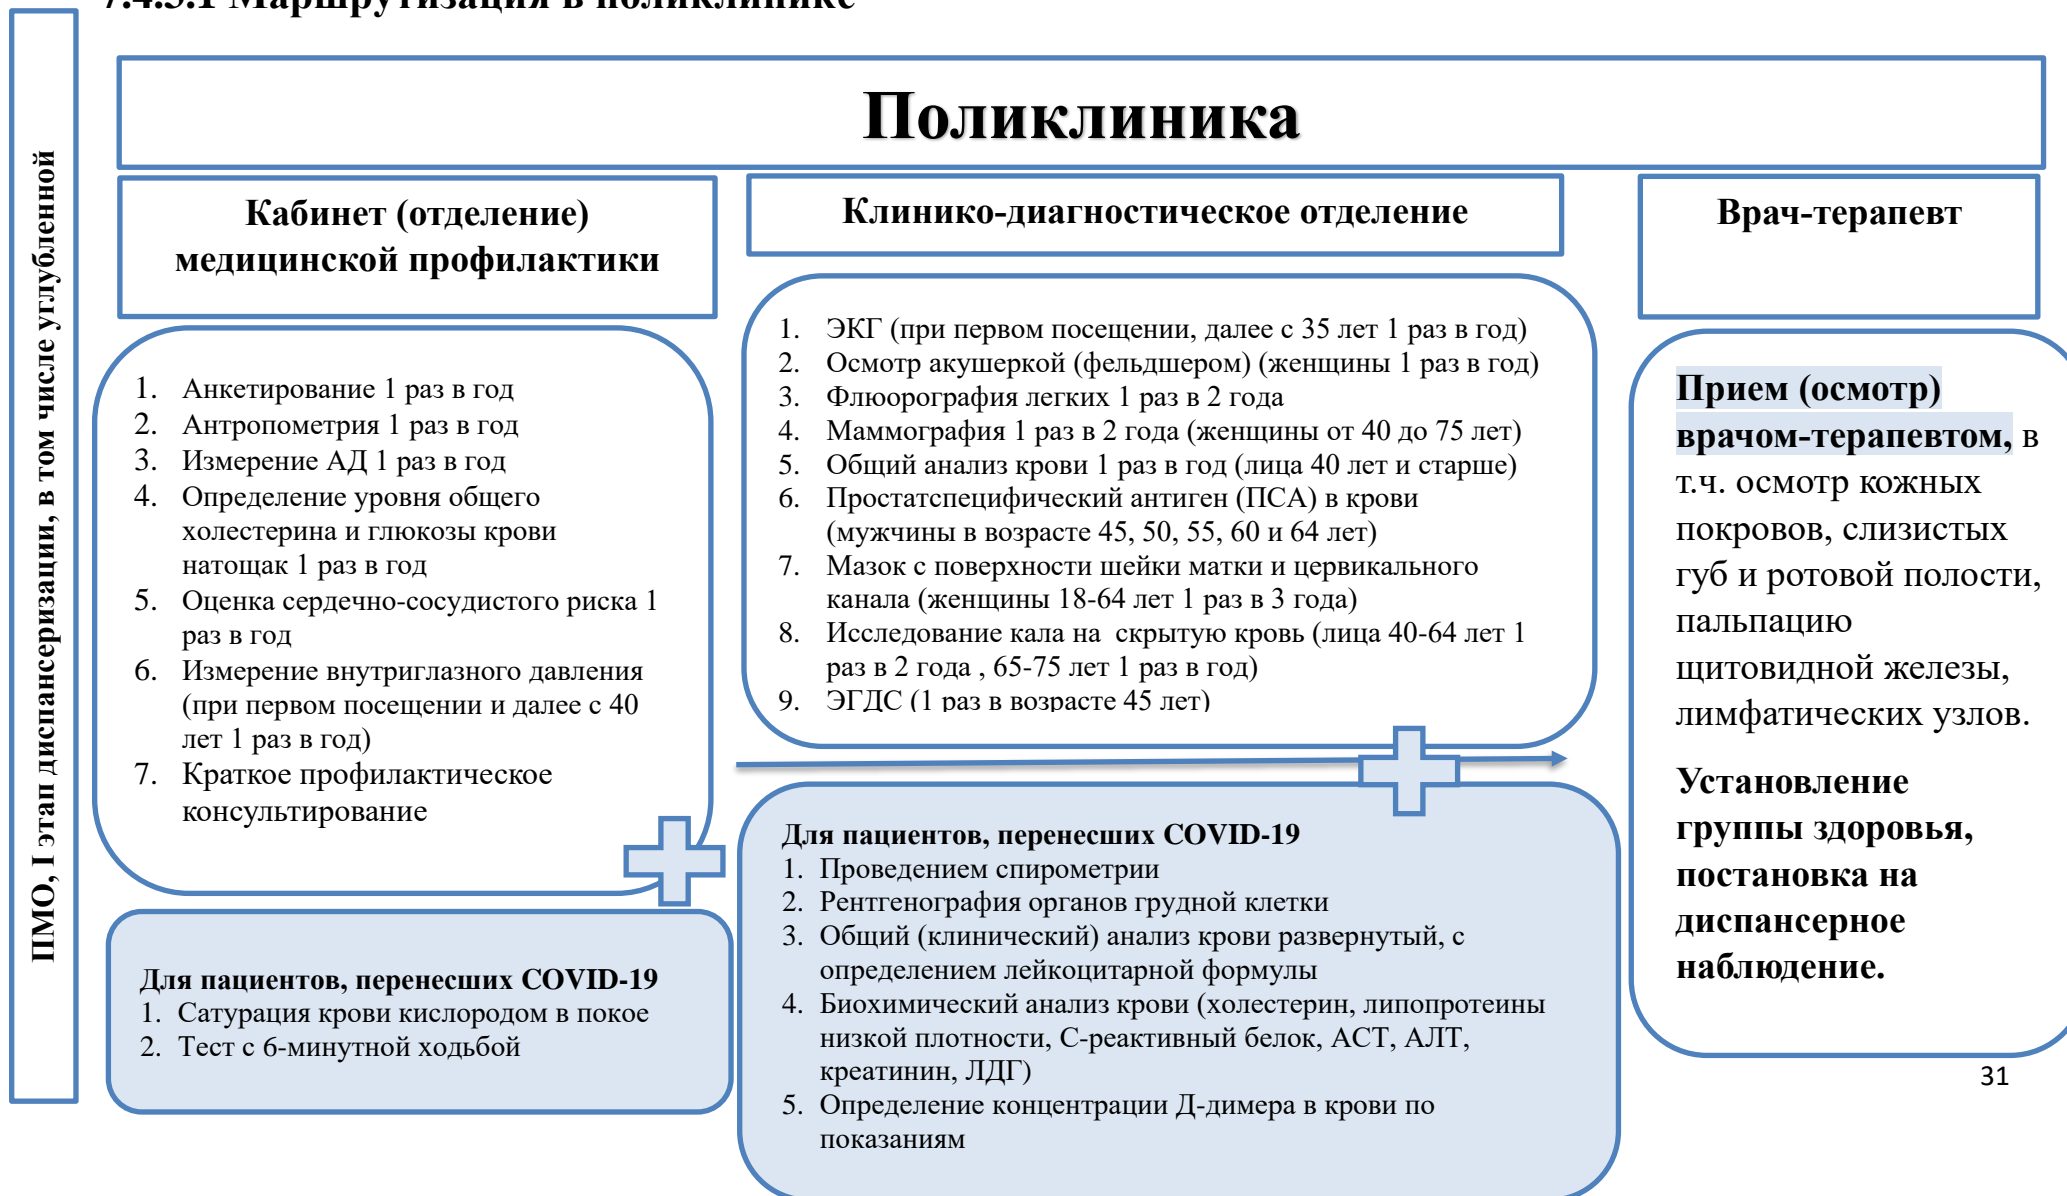 7.4.3.1 Маршрутизация в поликлинике
ПМО, I этап диспансеризации, в том числе углубленной
Поликлиника
Кабинет (отделение)
медицинской профилактики
1. Анкетирование 1 раз в год
2. Антропометрия 1 раз в год
3. Измерение АД 1 раз в год
4. Определение уровня общего
холестерина и глюкозы крови
натощак 1 раз в год
5. Оценка сердечно-сосудистого риска 1
раз в год
6. Измерение внутриглазного давления
(при первом посещении и далее с 40
лет 1 раз в год)
7. Краткое профилактическое
консультирование
Для пациентов, перенесших COVID-19
1. Сатурация крови кислородом в покое
2. Тест с 6-минутной ходьбой
Клинико-диагностическое отделение
1. ЭКГ (при первом посещении, далее с 35 лет 1 раз в год)
2. Осмотр акушеркой (фельдшером) (женщины 1 раз в год)
3. Флюорография легких 1 раз в 2 года
4. Маммография 1 раз в 2 года (женщины от 40 до 75 лет)
5. Общий анализ крови 1 раз в год (лица 40 лет и старше)
6. Простатспецифический антиген (ПСА) в крови
(мужчины в возрасте 45, 50, 55, 60 и 64 лет)
7. Мазок с поверхности шейки матки и цервикального
канала (женщины 18-64 лет 1 раз в 3 года)
8. Исследование кала на скрытую кровь (лица 40-64 лет 1
раз в 2 года , 65-75 лет 1 раз в год)
9. ЭГДС (1 раз в возрасте 45 лет)
Для пациентов, перенесших COVID-19
1. Проведением спирометрии
2. Рентгенография органов грудной клетки
3. Общий (клинический) анализ крови развернутый, с
определением лейкоцитарной формулы
4. Биохимический анализ крови (холестерин, липопротеины
низкой плотности, С-реактивный белок, АСТ, АЛТ,
креатинин, ЛДГ)
5. Определение концентрации Д-димера в крови по
показаниям
Врач-терапевт
Прием (осмотр)
врачом-терапевтом, в
т.ч. осмотр кожных
покровов, слизистых
губ и ротовой полости,
пальпацию
щитовидной железы,
лимфатических узлов.
Установление
группы здоровья,
постановка на
диспансерное
наблюдение.
31